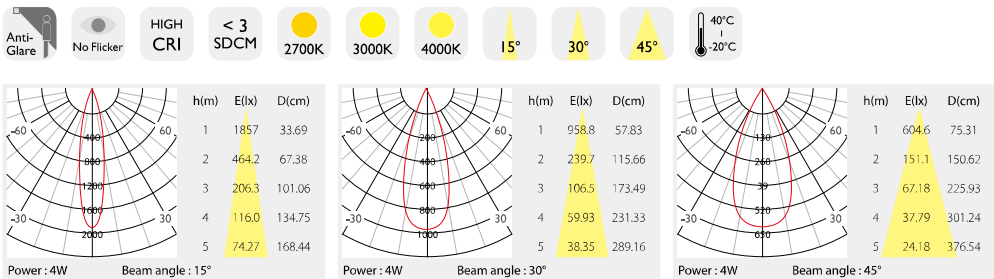 Anti-
Glare
No Flicker
HIGH
CRI
< 3
SDCM
2700K
3000K
4000K
15°
30°
45°
40°C
-20°C
h(m) E(lx) D(cm)
-60 60
-30 30
400
800
1200
1600
2000
1 1857 33.69
2 464.2 67.38
3 206.3 101.06
4 116.0 134.75
5 74.27 168.44
Power : 4W Beam angle : 15°
h(m) E(lx) D(cm)
-60 60
-30 30
200
400
600
800
1000
1 958.8 57.83
2 239.7 115.66
3 106.5 173.49
4 59.93 231.33
5 38.35 289.16
Power : 4W Beam angle : 30°
h(m) E(lx) D(cm)
-60 60
-30 30
130
260
39
520
650
1 604.6 75.31
2 151.1 150.62
3 67.18 225.93
4 37.79 301.24
5 24.18 376.54
Power : 4W Beam angle : 45°